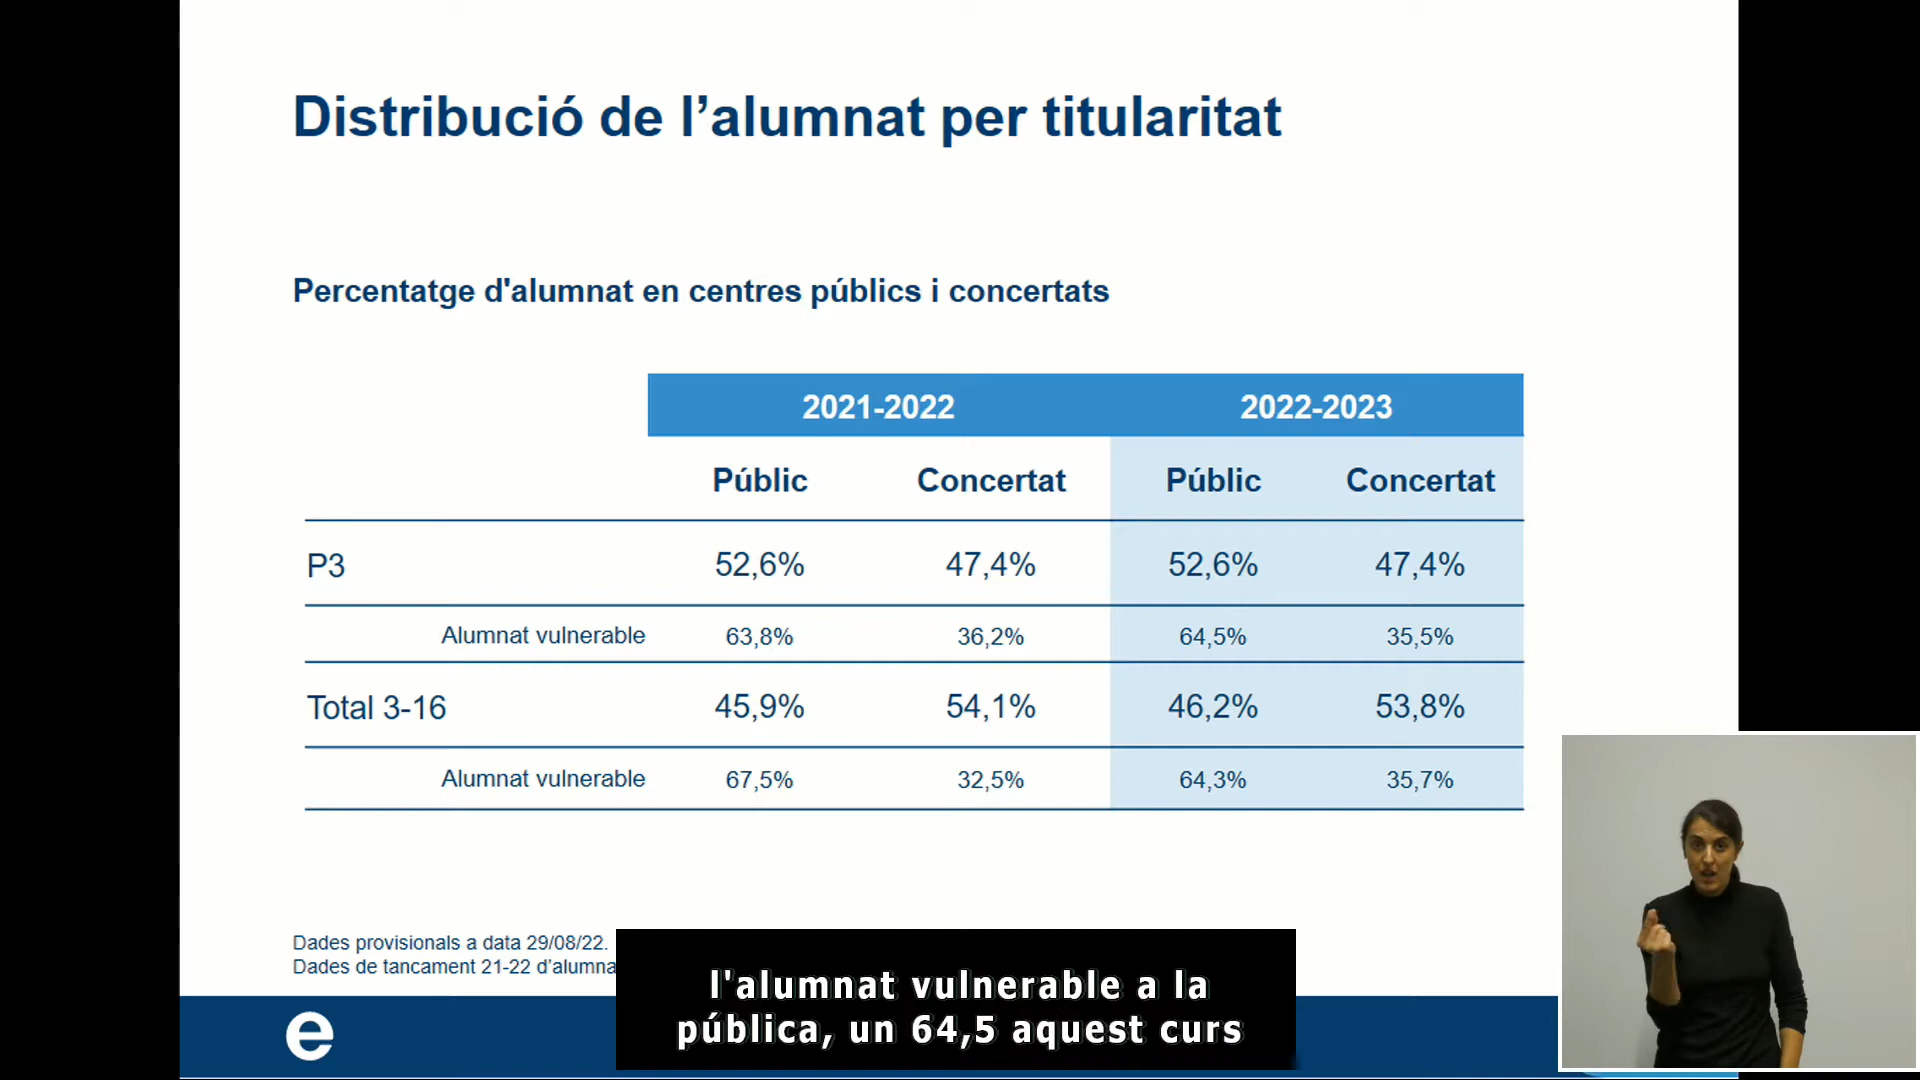 Distribució de l’alumnat per titularitat
Percentatge d'alumnat en centres públics i concertats
2021-2022 2022-2023
Públic Concertat Públic Concertat
P3 52,6% 47,4% 52,6% 47,4%
Alumnat vulnerable 63,8% 36,2% 64,5% 35,5%
Total 3-16 45,9% 54,1% 46,2% 53,8%
Alumnat vulnerable 67,5% 32,5% 64,3% 35,7%
Dades provisionals a data 29/08/22.
Dades de tancament 21-22 d’alumna
l'alumnat vulnerable a la
pública, un 64,5 aquest curs
e